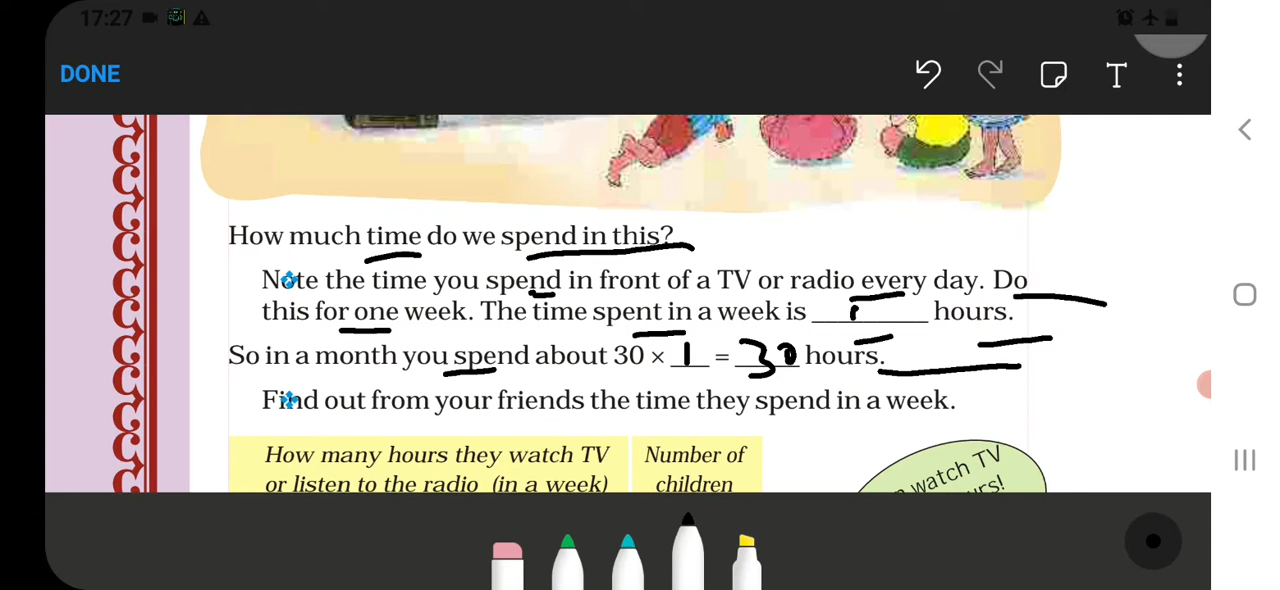 17:27
DONE
T
How much time do we spend in this?
Note the time you spend in front of a TV or radio every day. Do
this for one week. The time spent in a week is ________ hours.
So in a month you spend about 30 × 1 = 30 hours.
Find out from your friends the time they spend in a week.
How many hours they watch TV
or listen to the radio (in a week)
Number of
children
watch TV